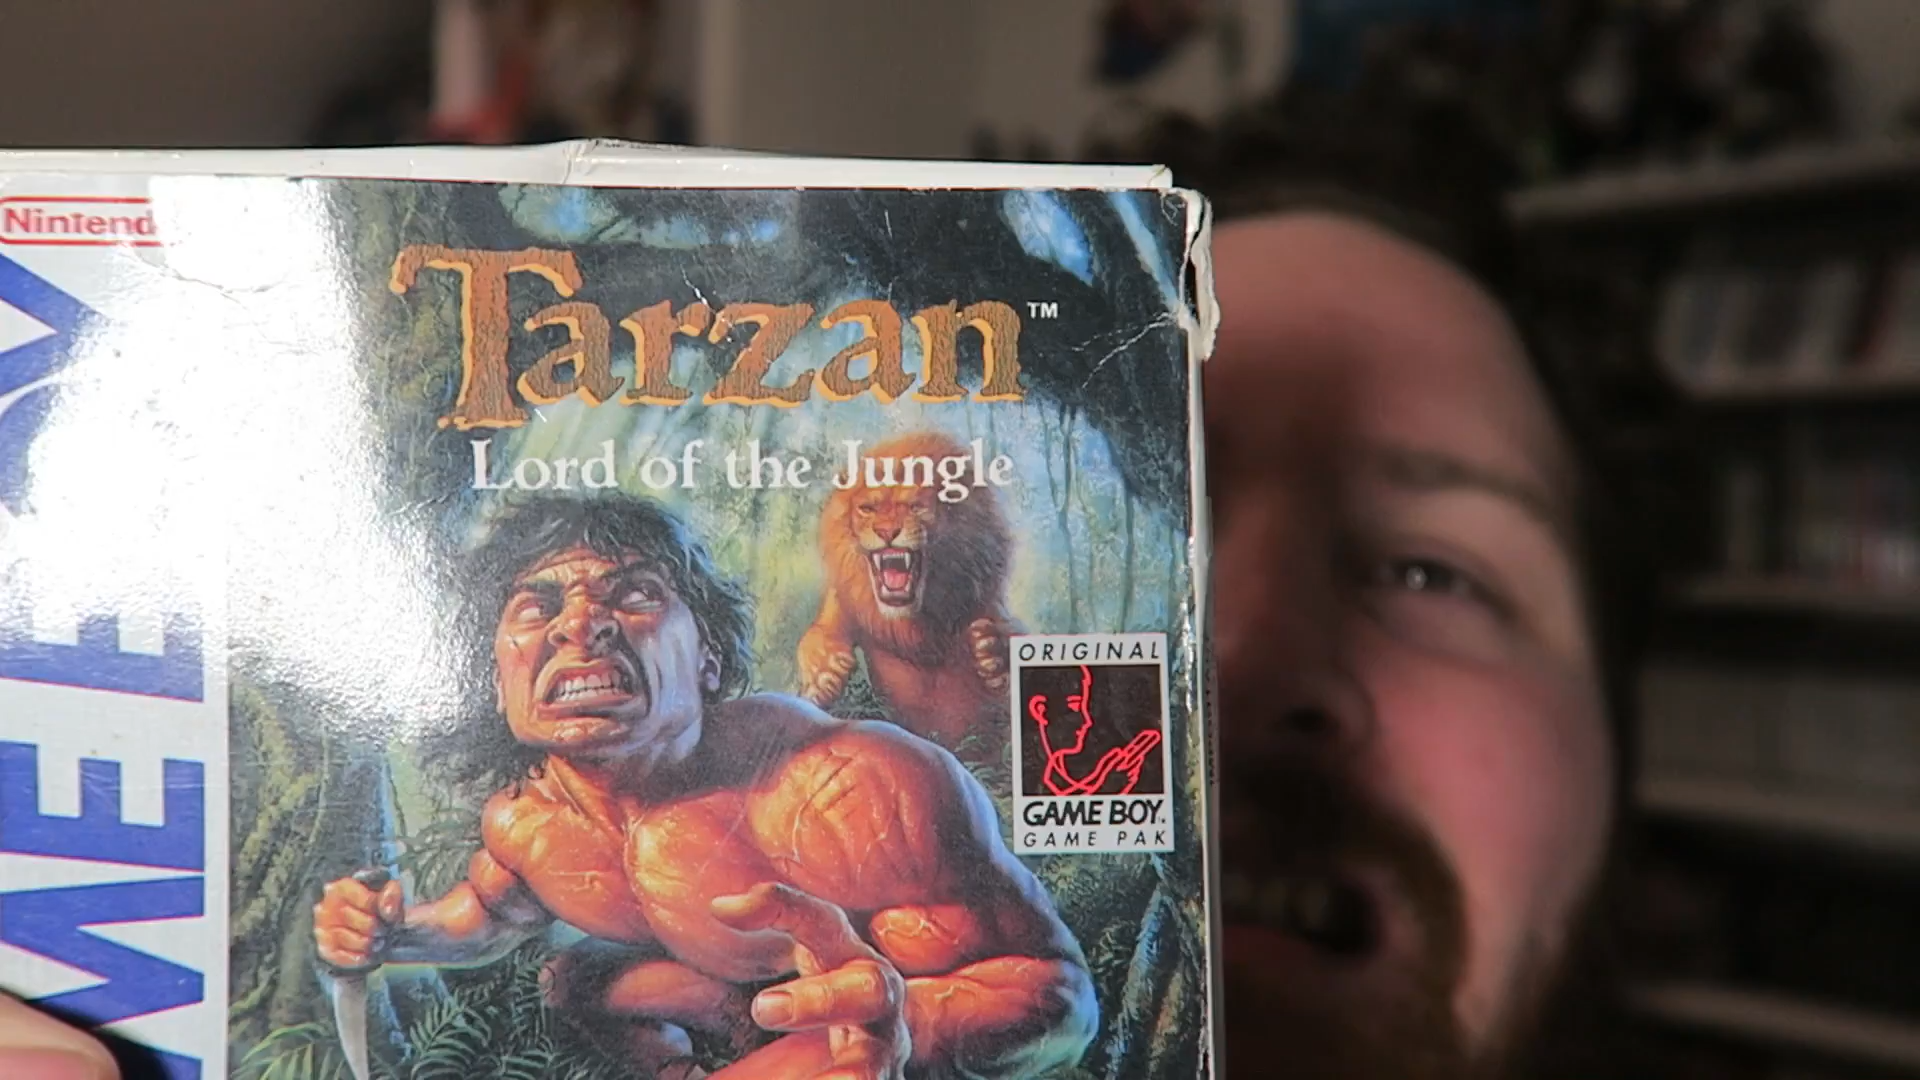 Nintend
Tarzan™
Lord of the Jungle
ORIGINAL
GAME BOY
GAME PAK